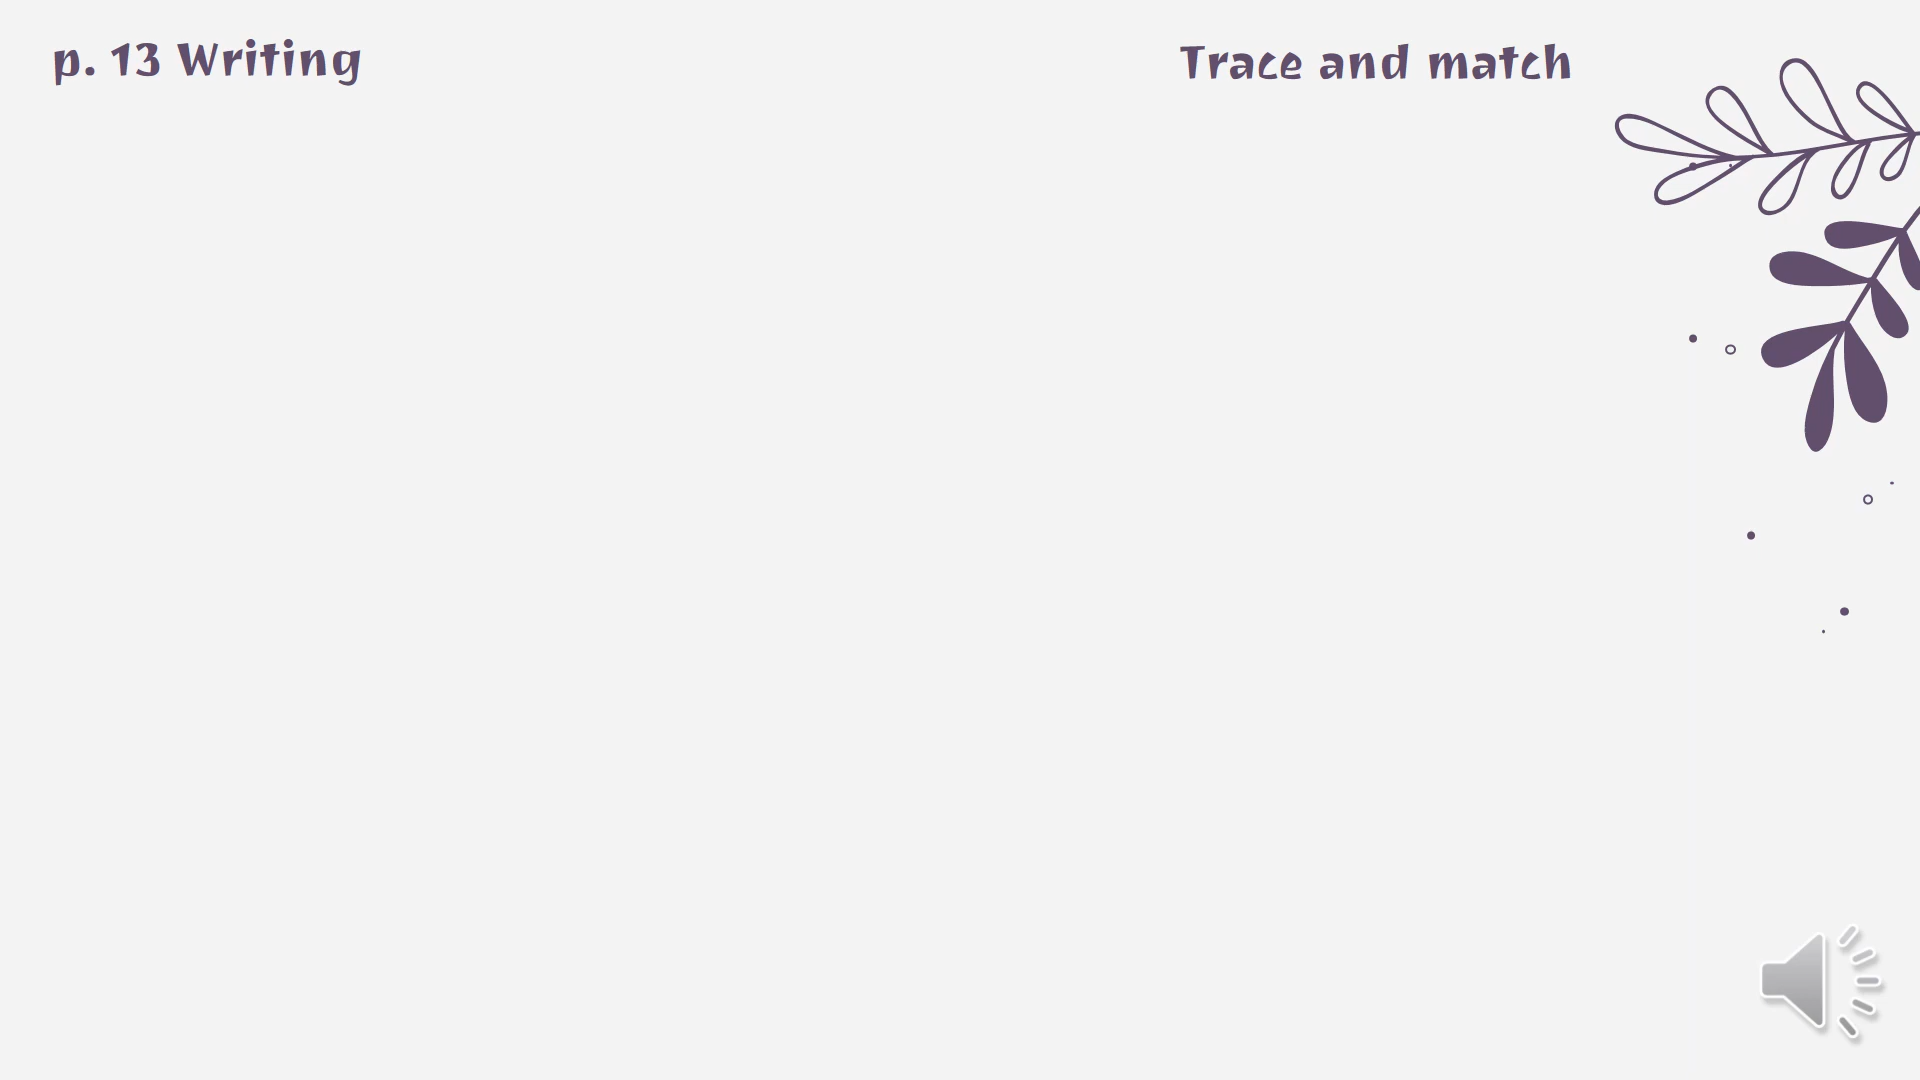 p. 13 Writing
Trace and match